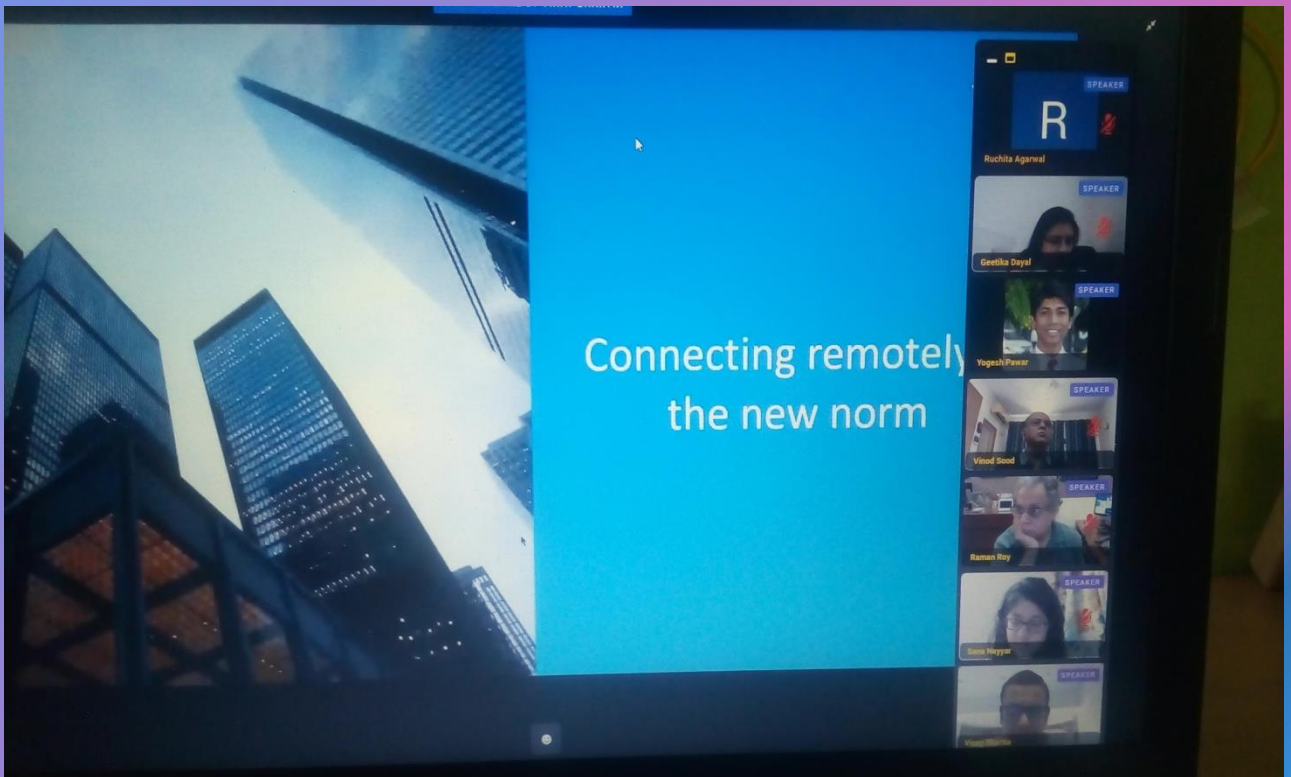 Connecting remotely
the new norm
SPEAKER
R
Ruchita Agarwal
SPEAKER
Geetika Dayal
SPEAKER
Yogesh Pawar
SPEAKER
Vinod Sood
SPEAKER
Raman Roy
SPEAKER
Sana Nayyar
SPEAKER